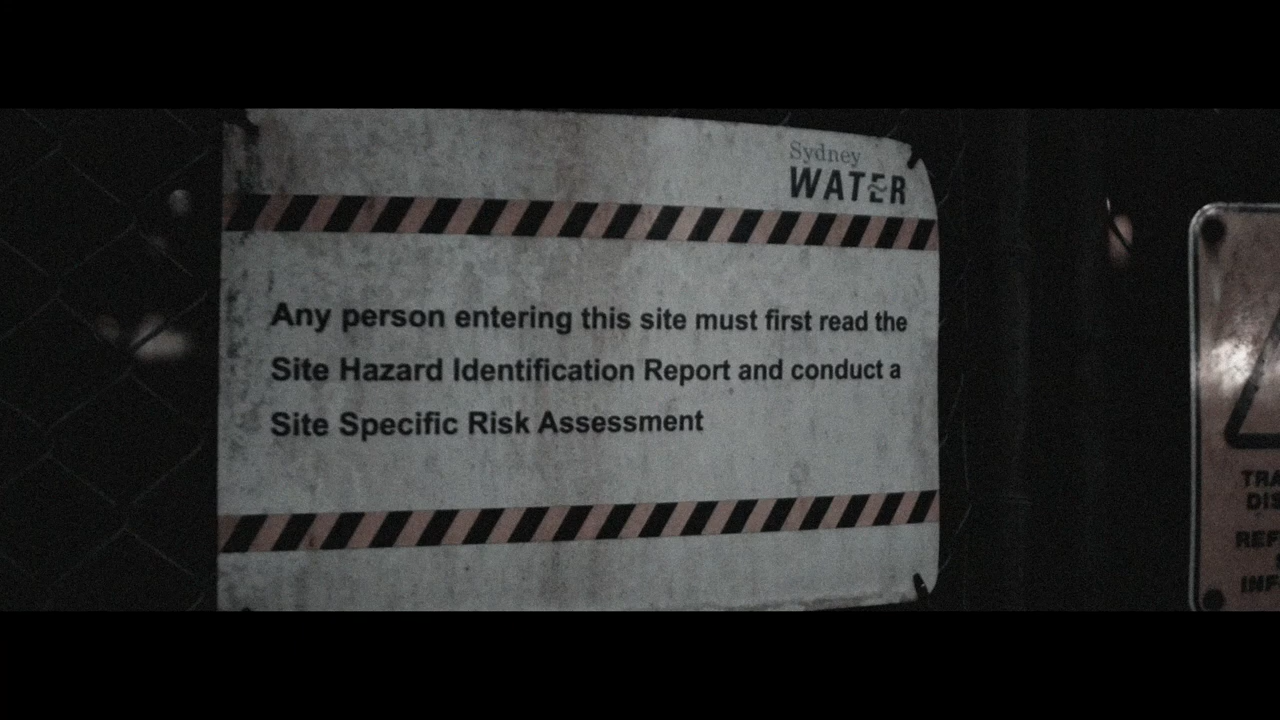 Sydney
WATER
Any person entering this site must first read the
Site Hazard Identification Report and conduct a
Site Specific Risk Assessment